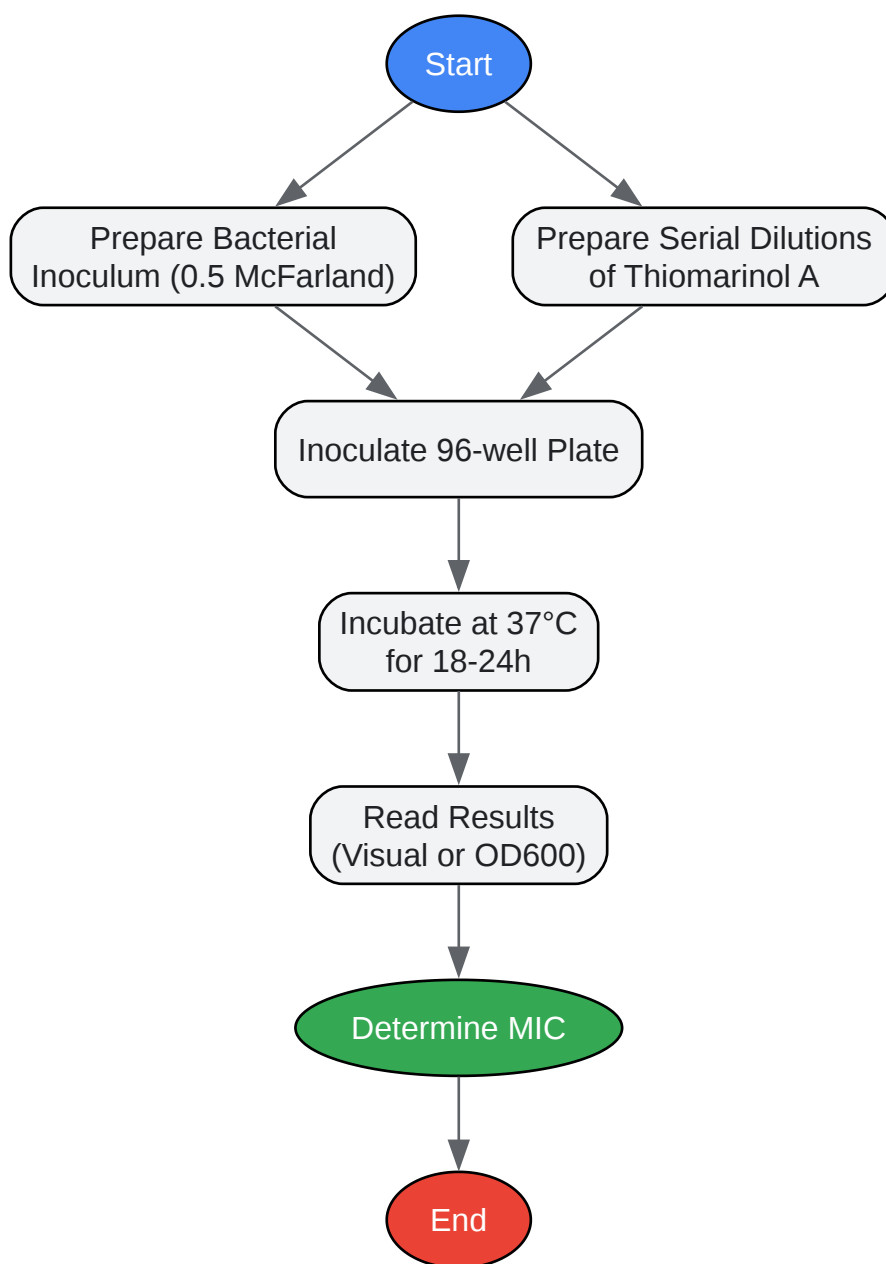 Start
Prepare Bacterial
Inoculum (0.5 McFarland)
Prepare Serial Dilutions
of Thiomarinol A
Inoculate 96-well Plate
Incubate at 37°C
for 18-24h
Read Results
(Visual or OD600)
Determine MIC
End